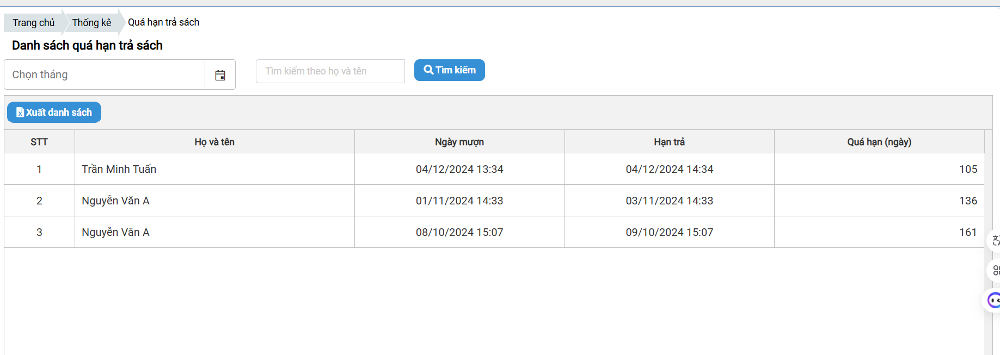 Trang chủ Thống kê Quá hạn trả sách
Danh sách quá hạn trả sách
Chọn tháng Tìm kiếm theo họ và tên Tìm kiếm
Xuất danh sách
STT Họ và tên Ngày mượn Hạn trả Quá hạn (ngày)
1 Trần Minh Tuấn 04/12/2024 13:34 04/12/2024 14:34 105
2 Nguyễn Văn A 01/11/2024 14:33 03/11/2024 14:33 136
3 Nguyễn Văn A 08/10/2024 15:07 09/10/2024 15:07 161